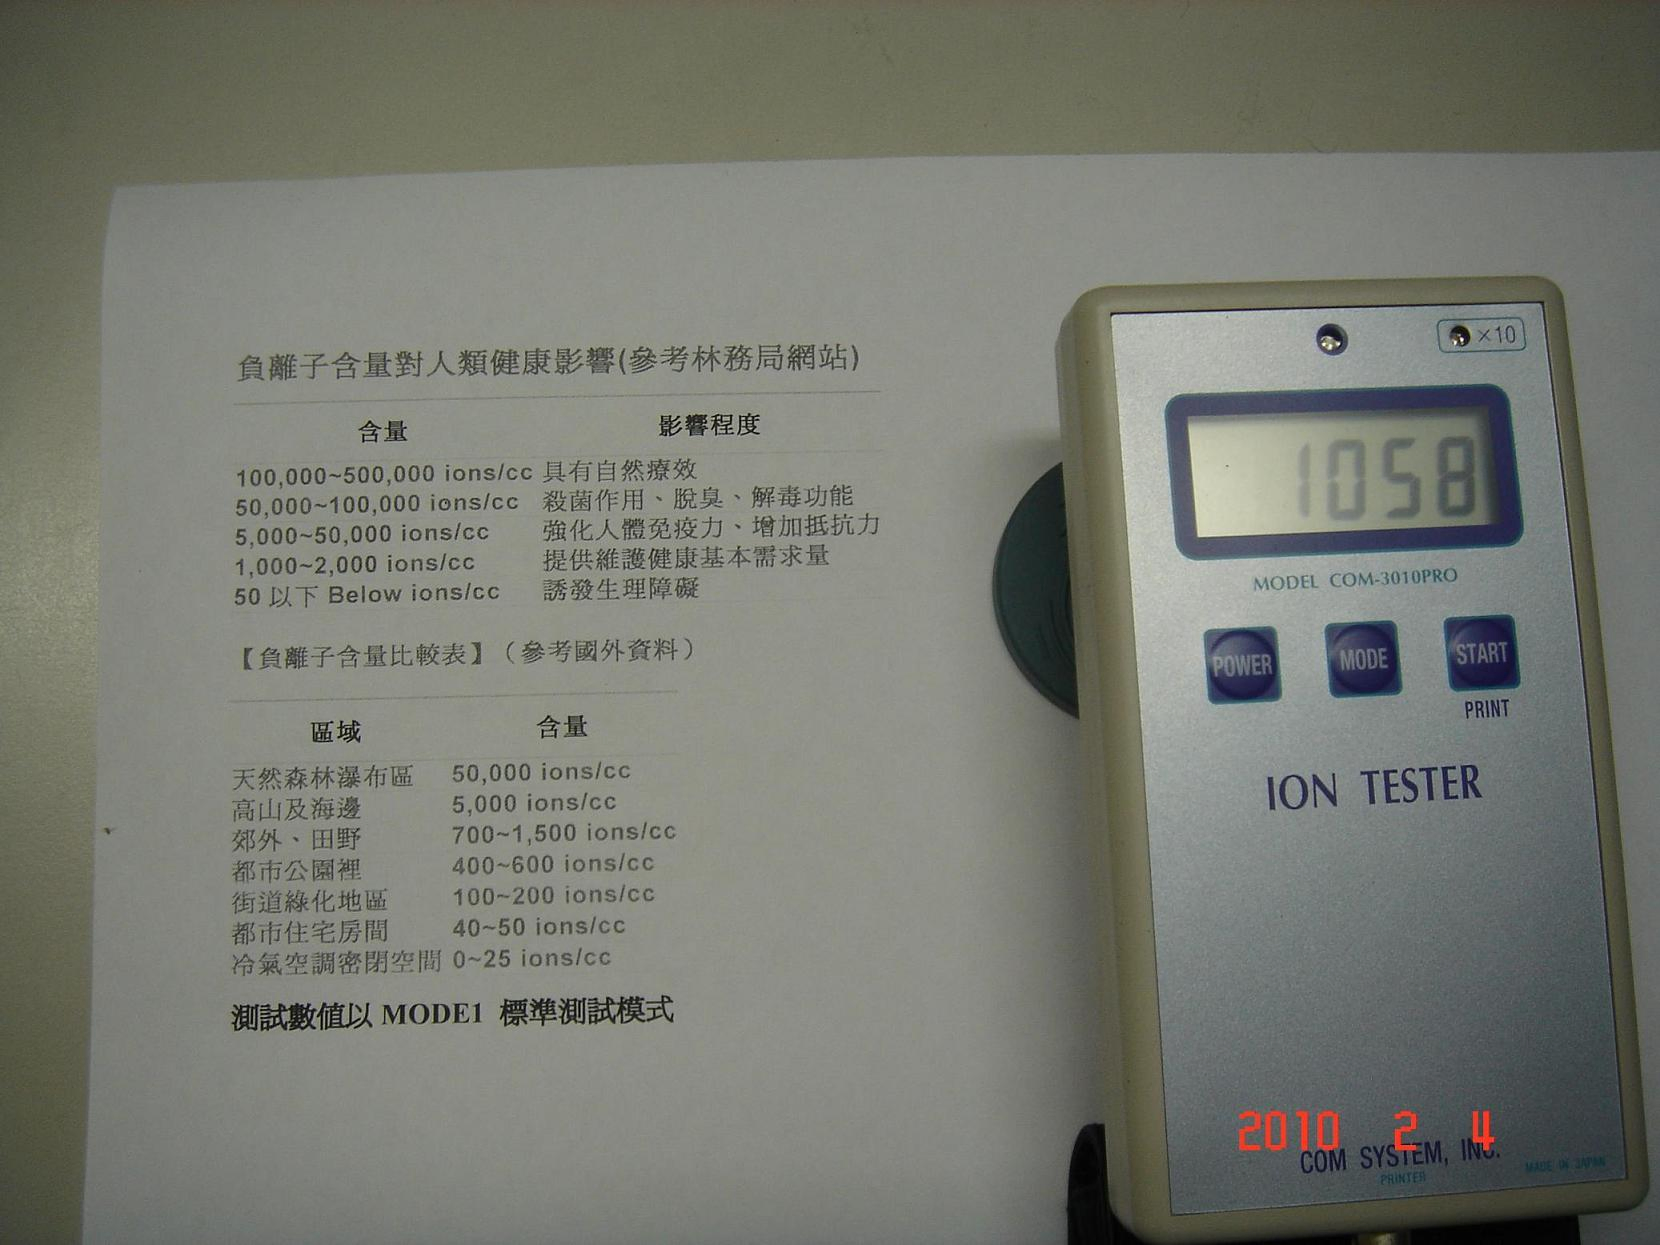 負離子含量對人類健康影響(參考林務局網站)
含量 影響程度
100,000~500,000 ions/cc 具有自然療效
50,000~100,000 ions/cc 殺菌作用、脫臭、解毒功能
5,000~50,000 ions/cc 強化人體免疫力、增加抵抗力
1,000~2,000 ions/cc 提供維護健康基本需求量
50 以下 Below ions/cc 誘發生理障礙
【負離子含量比較表】(參考國外資料)
區域 含量
天然森林瀑布區 50,000 ions/cc
高山及海邊 5,000 ions/cc
郊外、田野 700~1,500 ions/cc
都市公園裡 400~600 ions/cc
街道綠化地區 100~200 ions/cc
都市住宅房間 40~50 ions/cc
冷氣空調密閉空間 0~25 ions/cc
測試數值以 MODE1 標準測試模式
×10
1058
MODEL COM-3010PRO
POWER MODE START
PRINT
ION TESTER
2010 2 4
COM SYSTEM, INC.
PRINTER
MADE IN JAPAN